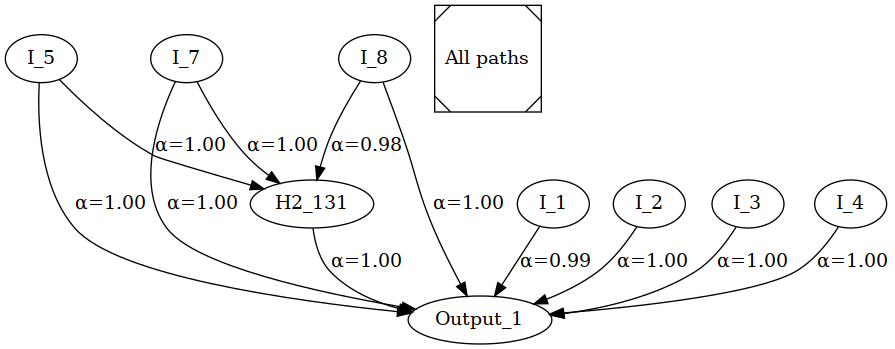 I_5
I_7
I_8
All paths
α=1.00
α=1.00
α=0.98
α=1.00
α=1.00
H2_131
α=1.00
I_1
I_2
I_3
I_4
α=1.00
α=0.99
α=1.00
α=1.00
α=1.00
Output_1